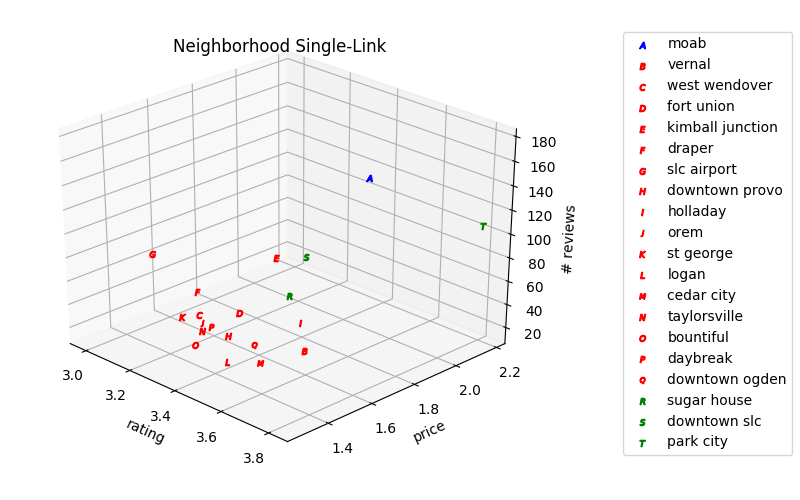 Neighborhood Single-Link
A moab
B vernal
C west wendover
D fort union
E kimball junction
F draper
G slc airport
H downtown provo
I holladay
J orem
K st george
L logan
M cedar city
N taylorsville
O bountiful
P daybreak
Q downtown ogden
R sugar house
S downtown slc
T park city
180
160
140
120
100
80
60
40
20
# reviews
A
T
G
E
S
F
R
K
C
D
J
N
P
I
H
O
Q
B
L
M
3.0
3.2
3.4
3.6
3.8
rating
1.4
1.6
1.8
2.0
2.2
price